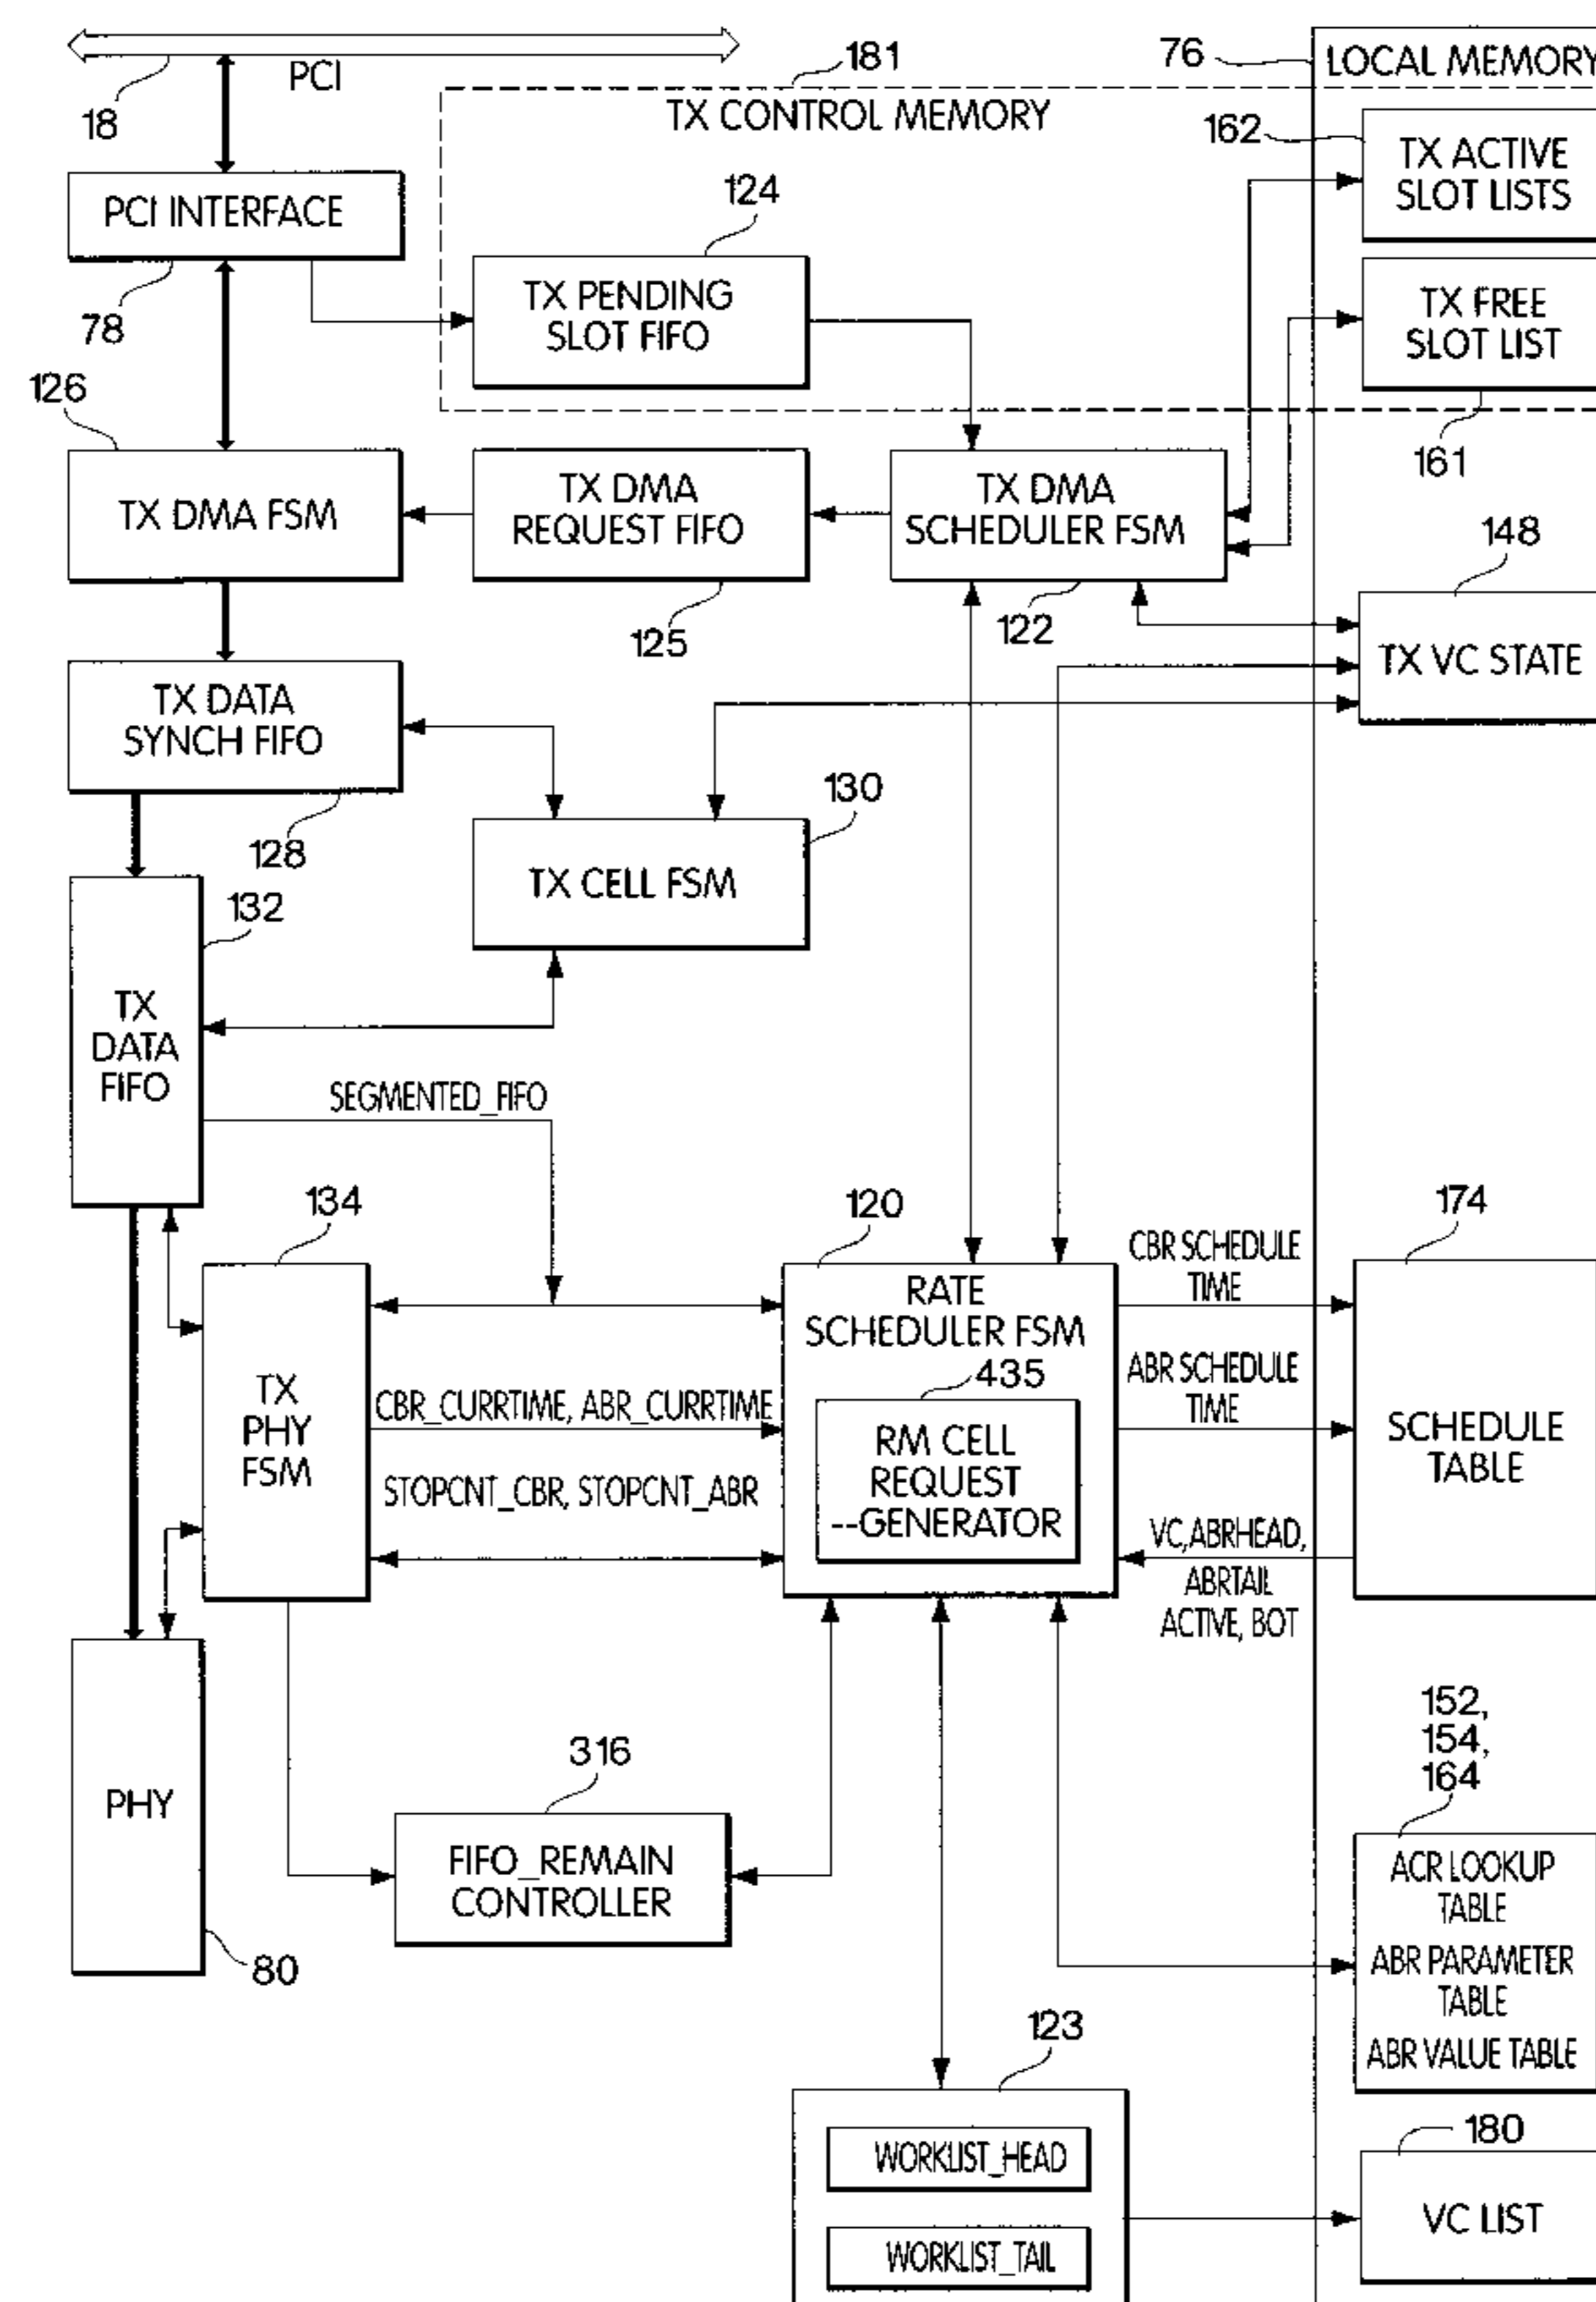 PCI
18
181
76
LOCAL MEMORY
TX CONTROL MEMORY
162
TX ACTIVE
SLOT LISTS
PCI INTERFACE
78
124
TX PENDING
SLOT FIFO
TX FREE
SLOT LIST
161
126
TX DMA FSM
TX DMA
REQUEST FIFO
125
TX DMA
SCHEDULER FSM
122
148
TX VC STATE
TX DATA
SYNCH FIFO
128
130
TX CELL FSM
132
TX
DATA
FIFO
SEGMENTED_FIFO
134
TX
PHY
FSM
CBR_CURRTIME, ABR_CURRTIME
STOPCNT_CBR, STOPCNT_ABR
120
RATE
SCHEDULER FSM
435
RM CELL
REQUEST
--GENERATOR
CBR SCHEDULE
TIME
ABR SCHEDULE
TIME
VC,ABRHEAD,
ABRTAIL
ACTIVE, BOT
174
SCHEDULE
TABLE
PHY
80
316
FIFO_REMAIN
CONTROLLER
152,
154,
164
ACR LOOKUP
TABLE
ABR PARAMETER
TABLE
ABR VALUE TABLE
123
WORKLIST_HEAD
WORKLIST_TAIL
180
VC LIST